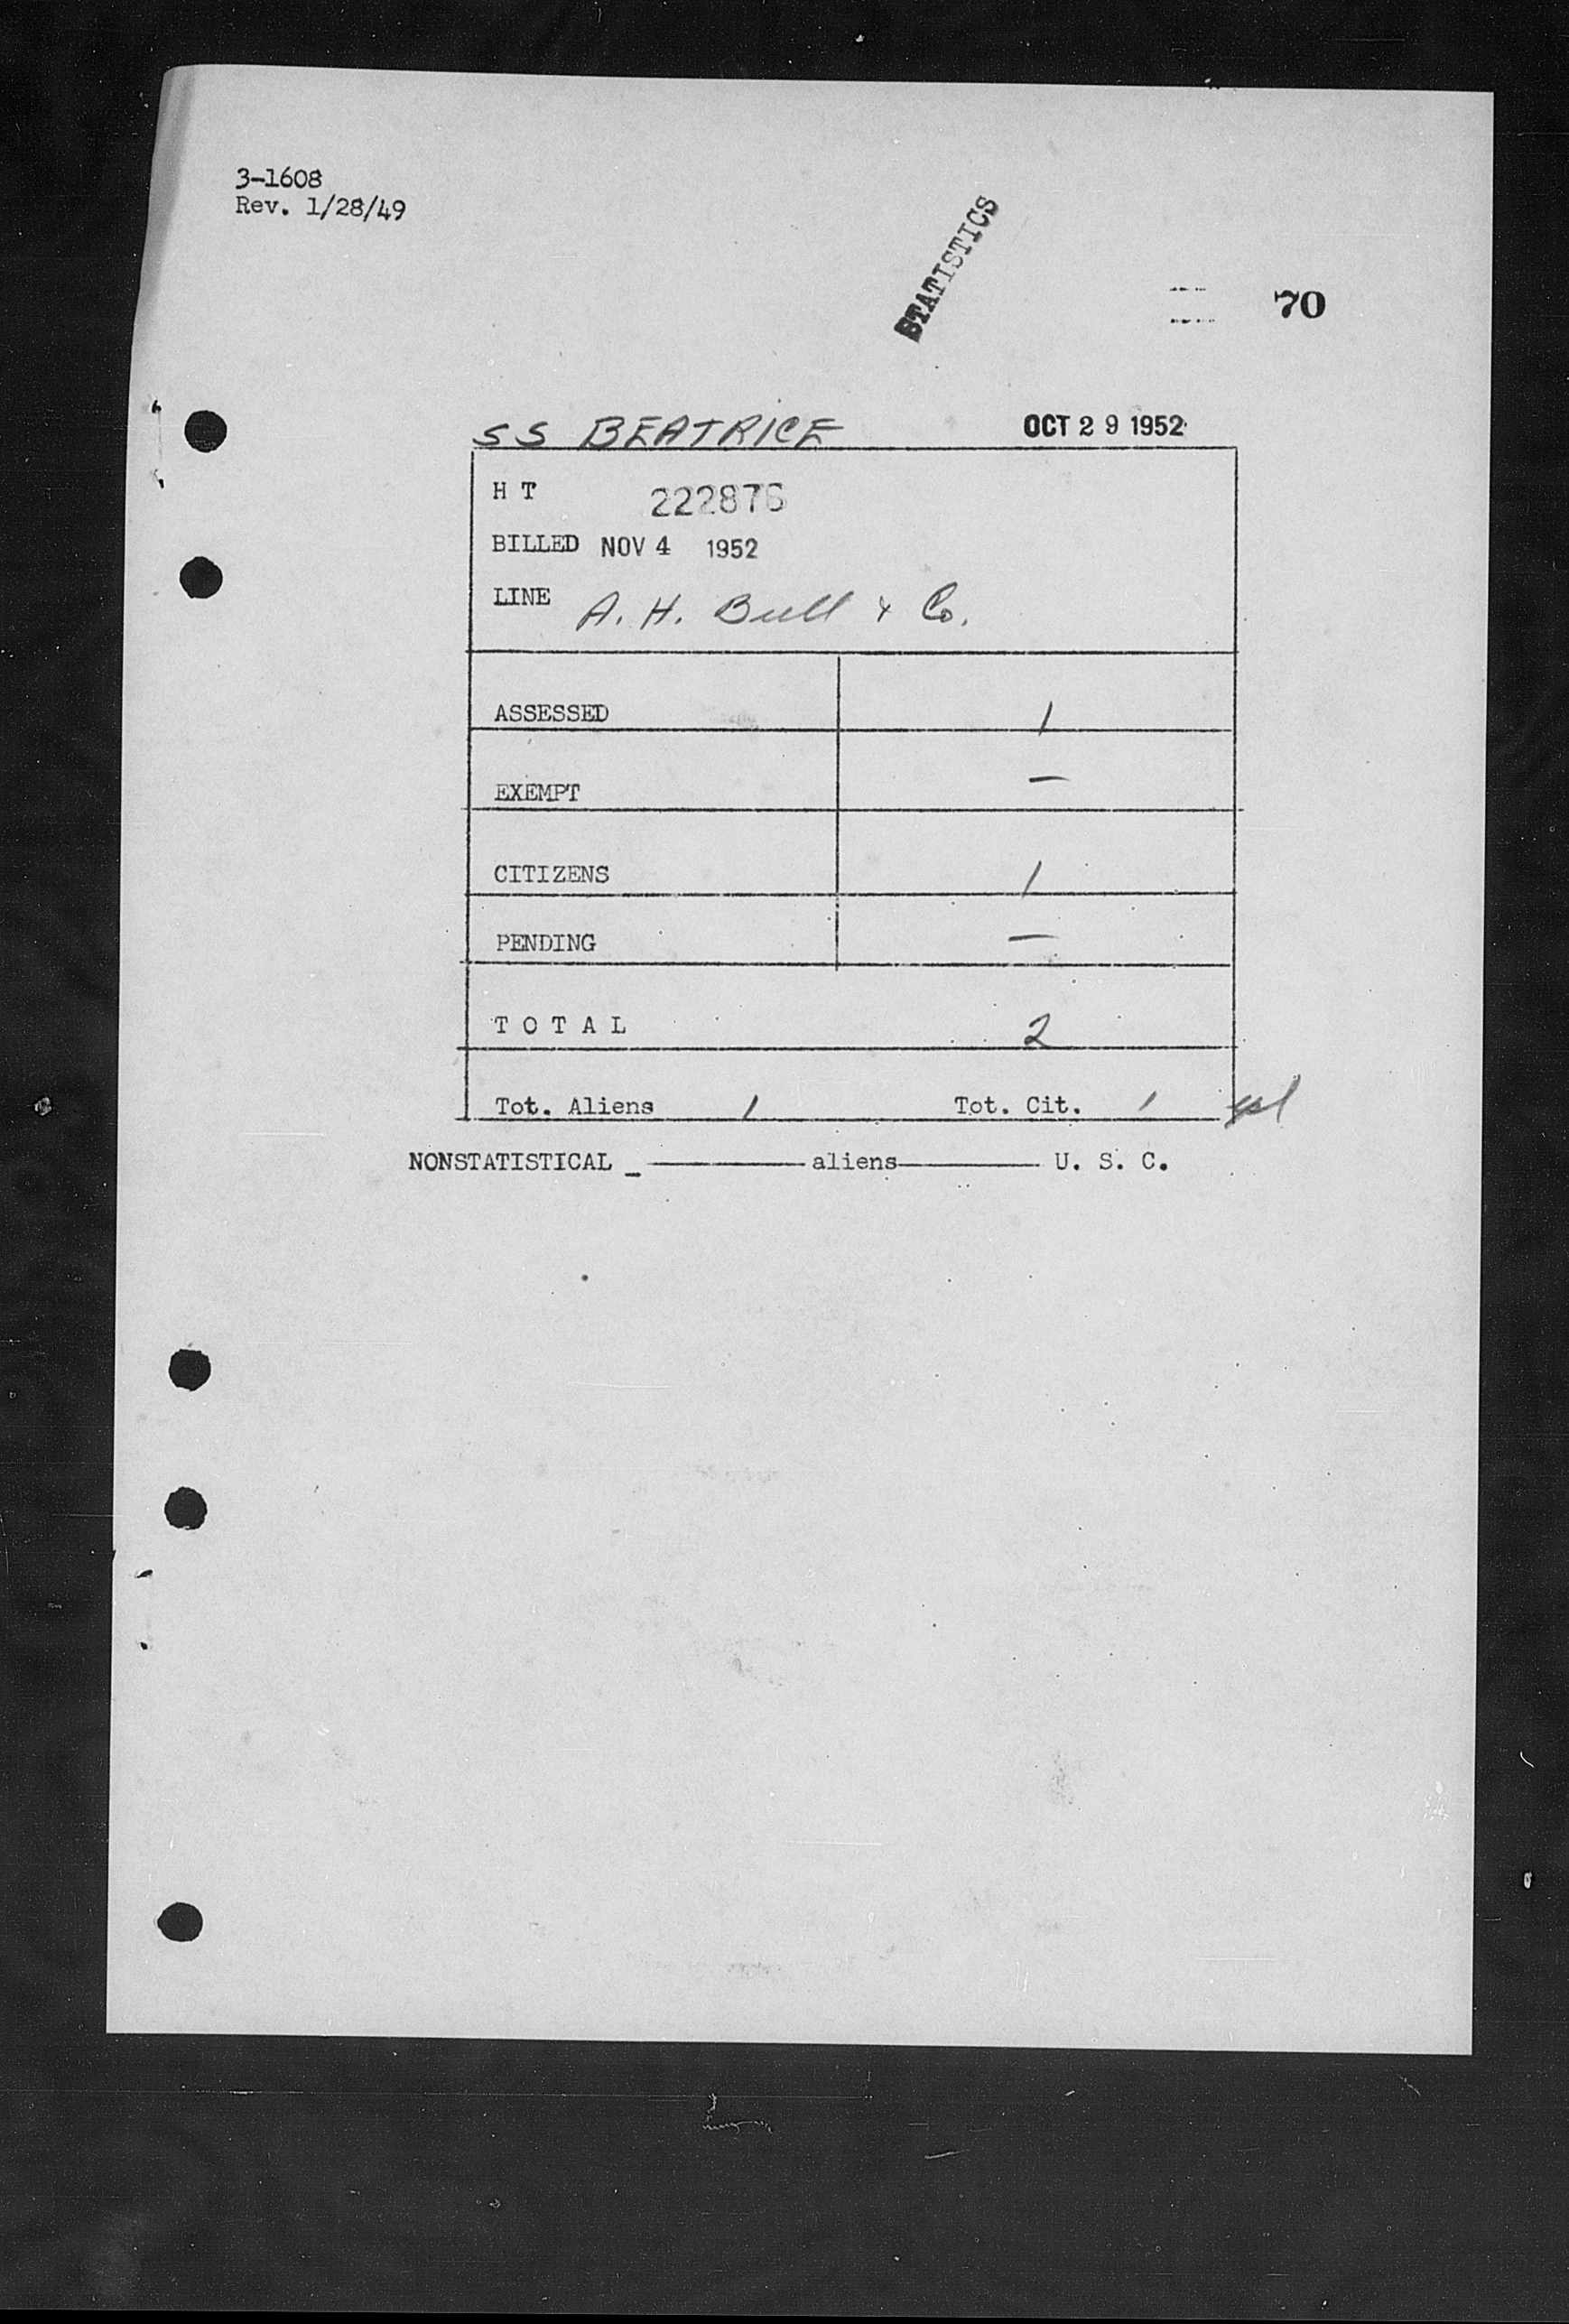 3-1608
Rev. 1/28/49
STATISTICS
70
SS BEATRICE OCT 29 1952
H T 222876
BILLED NOV 4 1952
LINE A. H. Bull & Co.
ASSESSED 1
EXEMPT —
CITIZENS 1
PENDING —
T O T A L 2
Tot. Aliens 1 Tot. Cit. 1
NONSTATISTICAL _ ———— aliens ———— U. S. C.